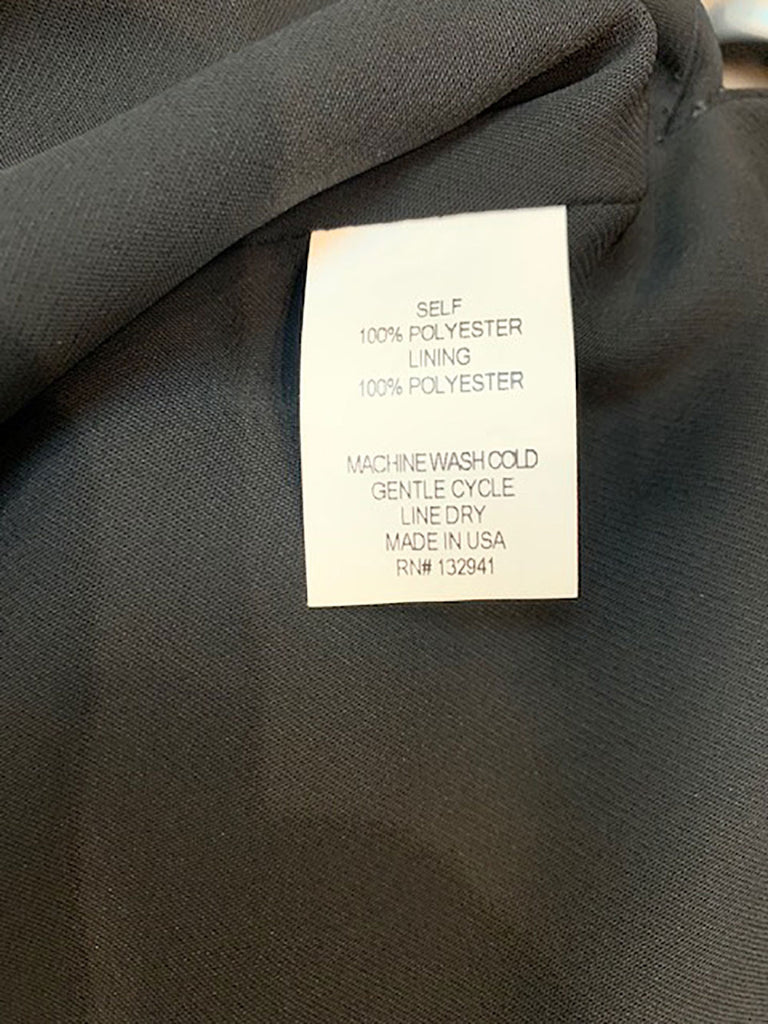 SELF
100% POLYESTER
LINING
100% POLYESTER
MACHINE WASH COLD
GENTLE CYCLE
LINE DRY
MADE IN USA
RN# 132941